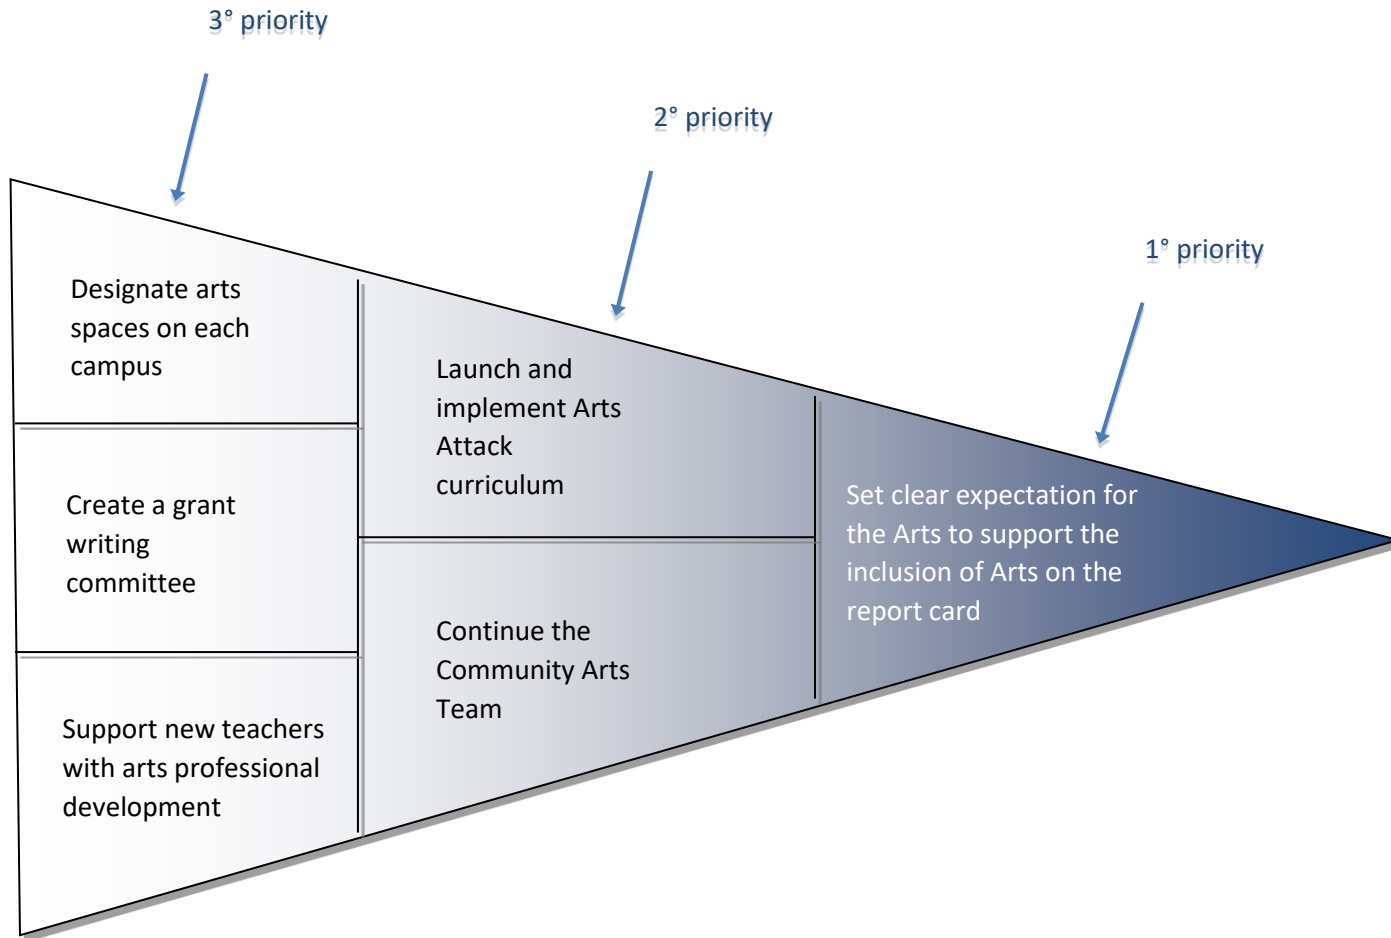 3° priority
2° priority
1° priority
Designate arts
spaces on each
campus
Create a grant
writing
committee
Support new teachers
with arts professional
development
Launch and
implement Arts
Attack
curriculum
Continue the
Community Arts
Team
Set clear expectation for
the Arts to support the
inclusion of Arts on the
report card